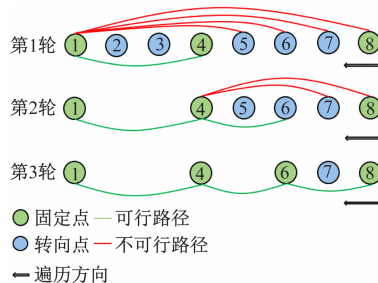 第1轮 1 2 3 4 5 6 7 8
第2轮 1 4 5 6 7 8
第3轮 1 4 6 7 8
固定点 可行路径
转向点 不可行路径
遍历方向